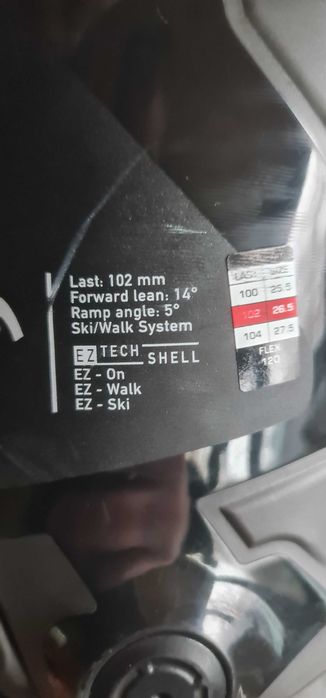 Last: 102 mm
Forward lean: 14°
Ramp angle: 5°
Ski/Walk System
EZ TECH SHELL
EZ - On
EZ - Walk
EZ - Ski
LAST SIZE
100 25.5
102 26.5
104 27.5
FLEX
120